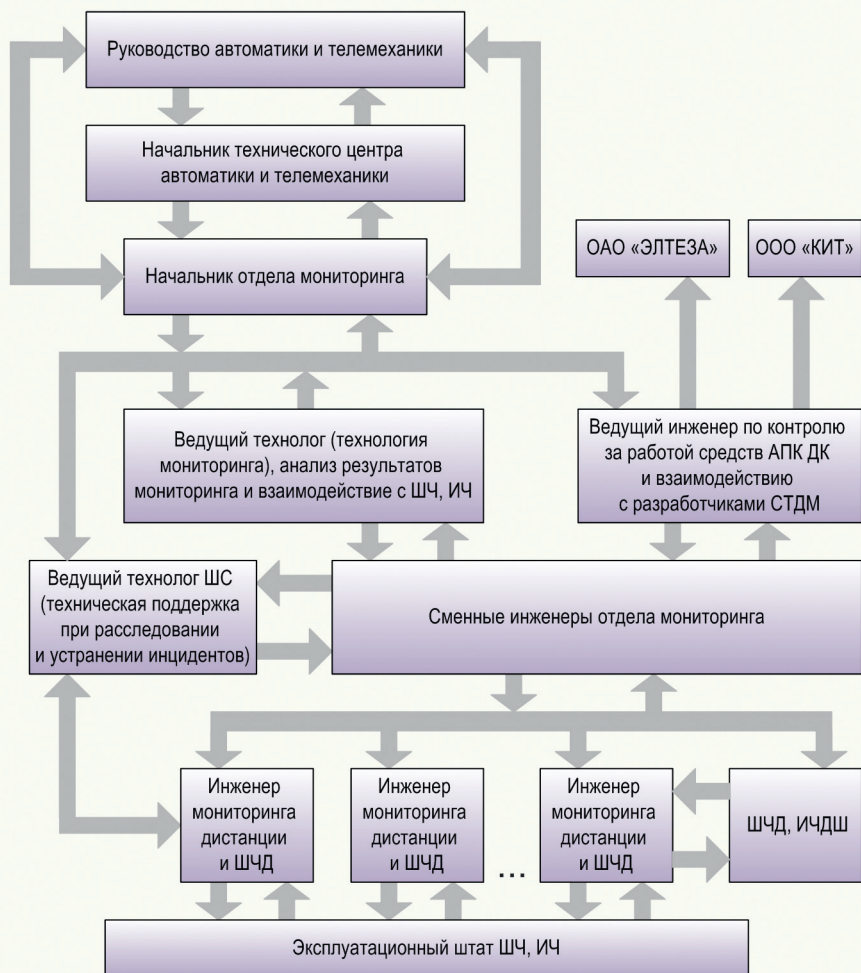 Руководство автоматики и телемеханики
Начальник технического центра
автоматики и телемеханики
Начальник отдела мониторинга
ОАО «ЭЛТЕЗА»
ООО «КИТ»
Ведущий технолог (технология
мониторинга), анализ результатов
мониторинга и взаимодействие с ШЧ, ИЧ
Ведущий инженер по контролю
за работой средств АПК ДК
и взаимодействию
с разработчиками СТДМ
Ведущий технолог ШС
(техническая поддержка
при расследовании
и устранении инцидентов)
Сменные инженеры отдела мониторинга
Инженер
мониторинга
дистанции
и ШЧД
Инженер
мониторинга
дистанции
и ШЧД
...
Инженер
мониторинга
дистанции
и ШЧД
ШЧД, ИЧДШ
Эксплуатационный штат ШЧ, ИЧ